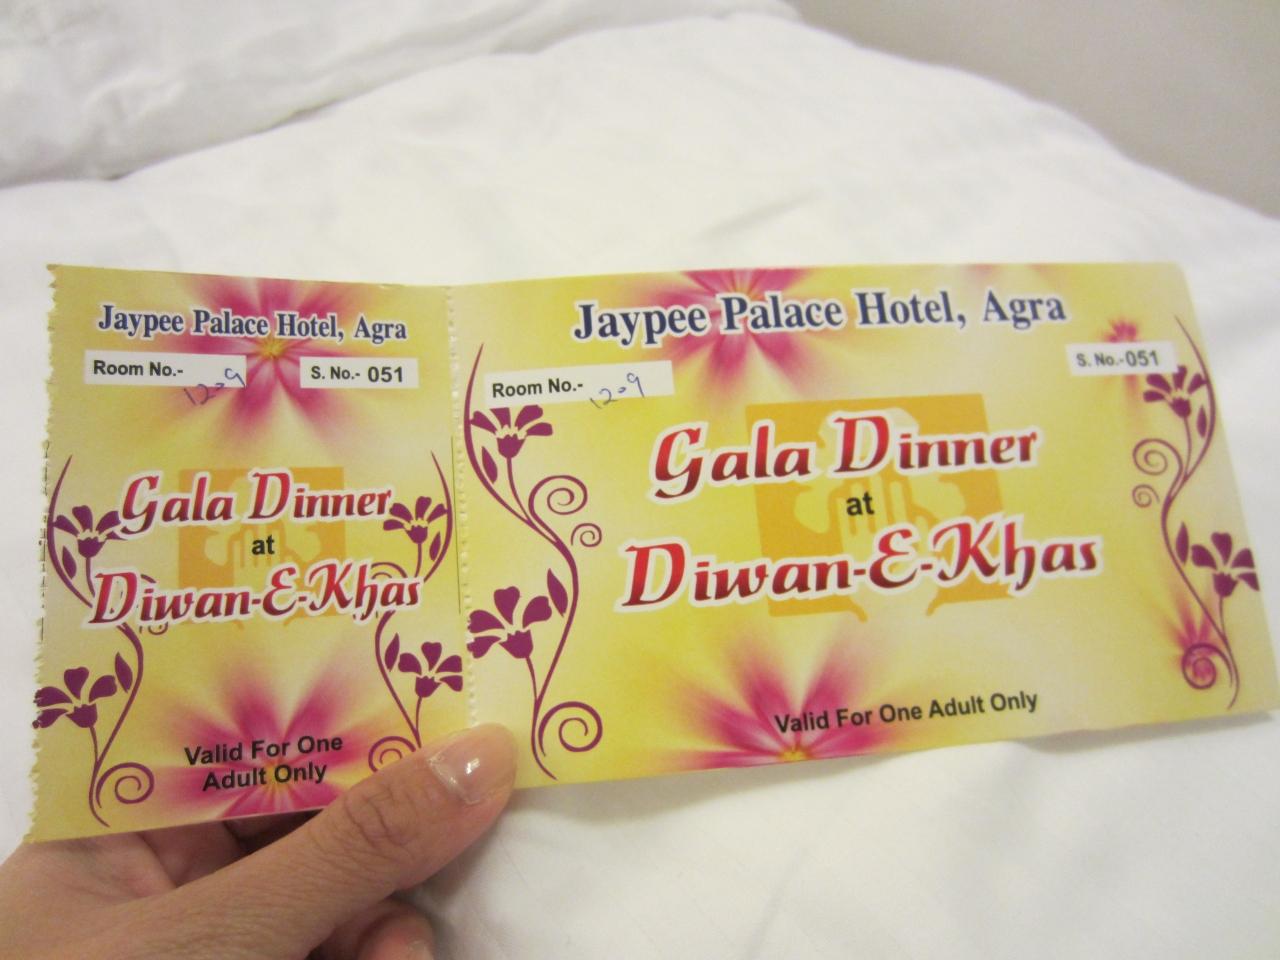 Jaypee Palace Hotel, Agra
Room No.- 1209
S. No.- 051
Gala Dinner
at
Diwan-E-Khas
Valid For One
Adult Only
Jaypee Palace Hotel, Agra
Room No.- 1209
S. No.- 051
Gala Dinner
at
Diwan-E-Khas
Valid For One Adult Only